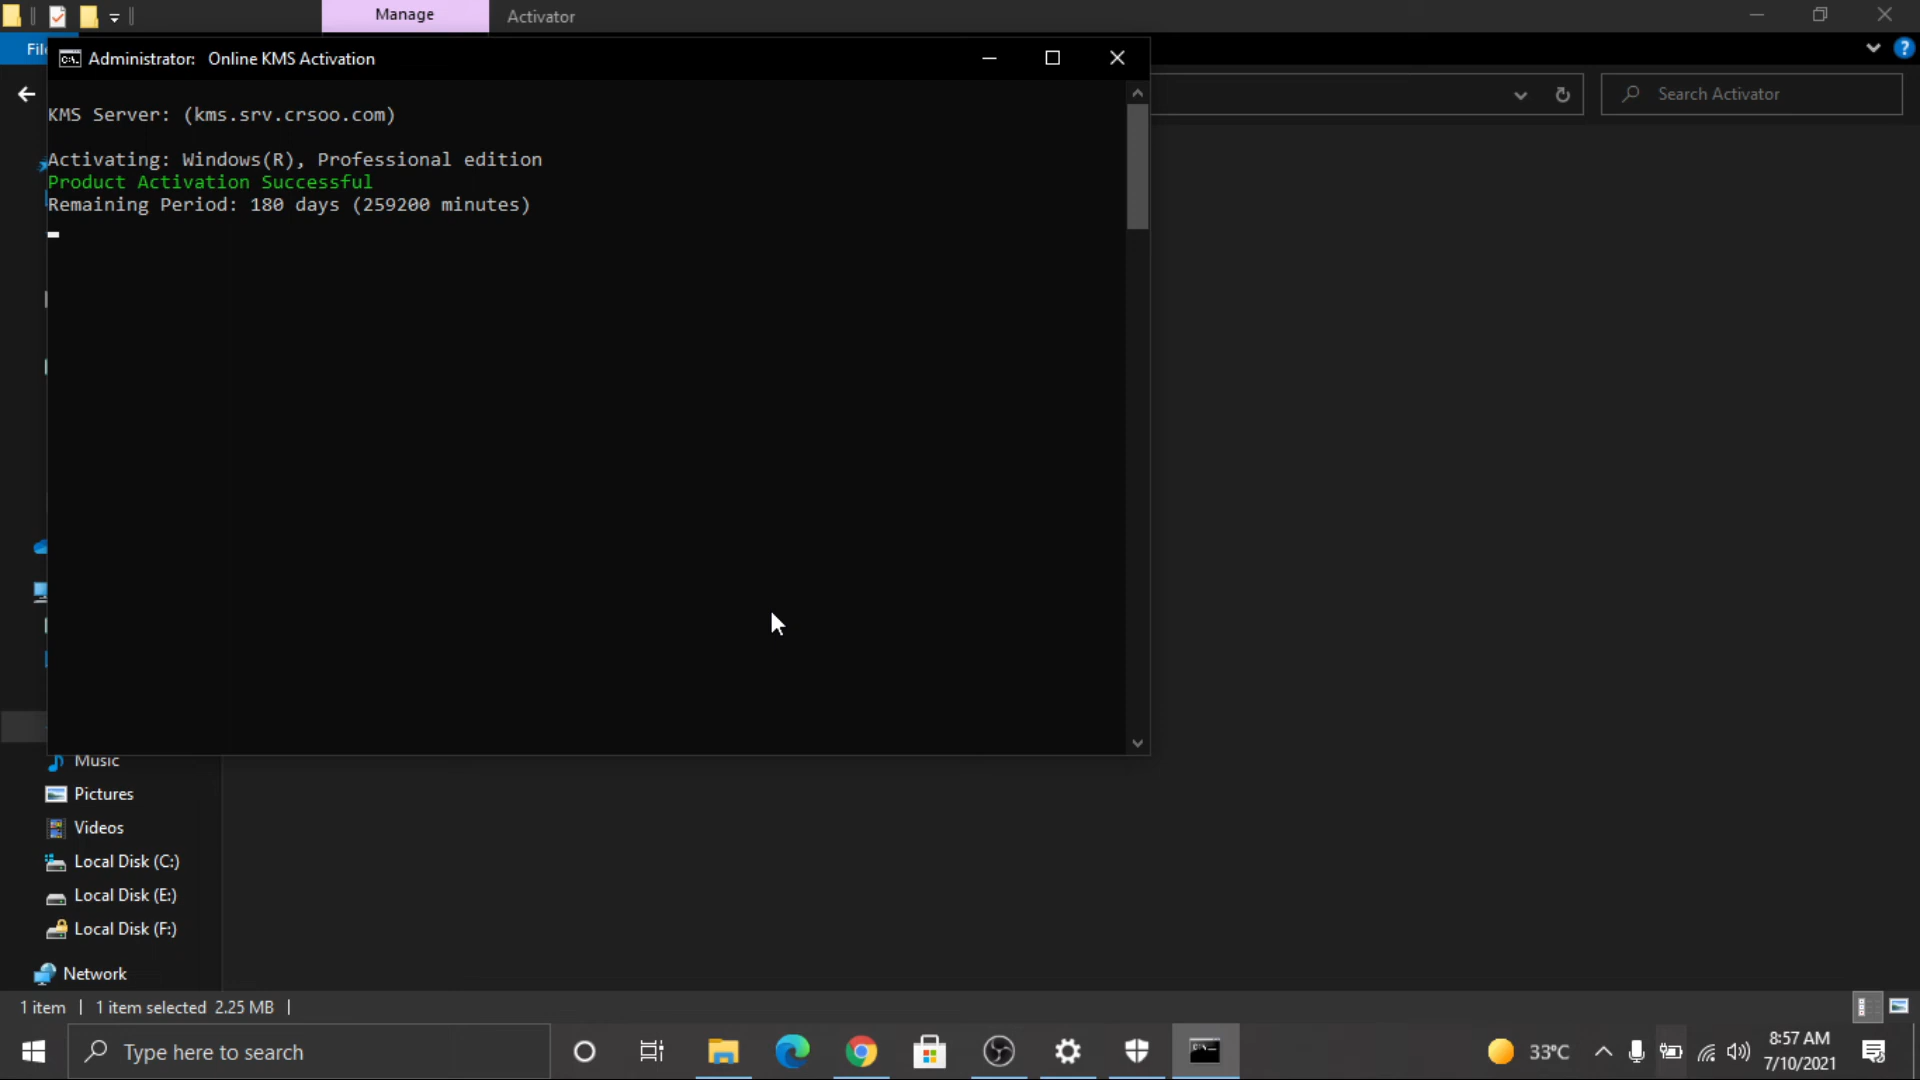 Manage
Activator
File
Administrator: Online KMS Activation
Search Activator
KMS Server: (kms.srv.crsoo.com)
Activating: Windows(R), Professional edition
Product Activation Successful
Remaining Period: 180 days (259200 minutes)
Music
Pictures
Videos
Local Disk (C:)
Local Disk (E:)
Local Disk (F:)
Network
1 item
1 item selected 2.25 MB
Type here to search
33°C
8:57 AM
7/10/2021